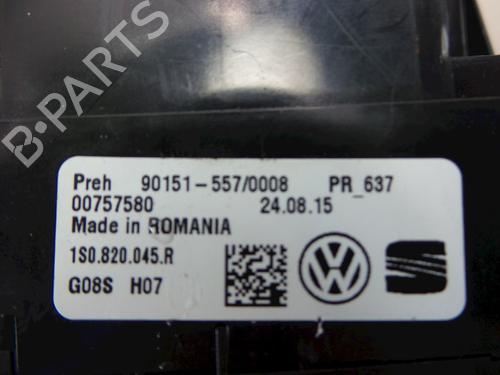 B-PARTS
Preh 90151-557/0008 PR_637
00757580 24.08.15
Made in ROMANIA
1S0.820.045.R
G08S H07